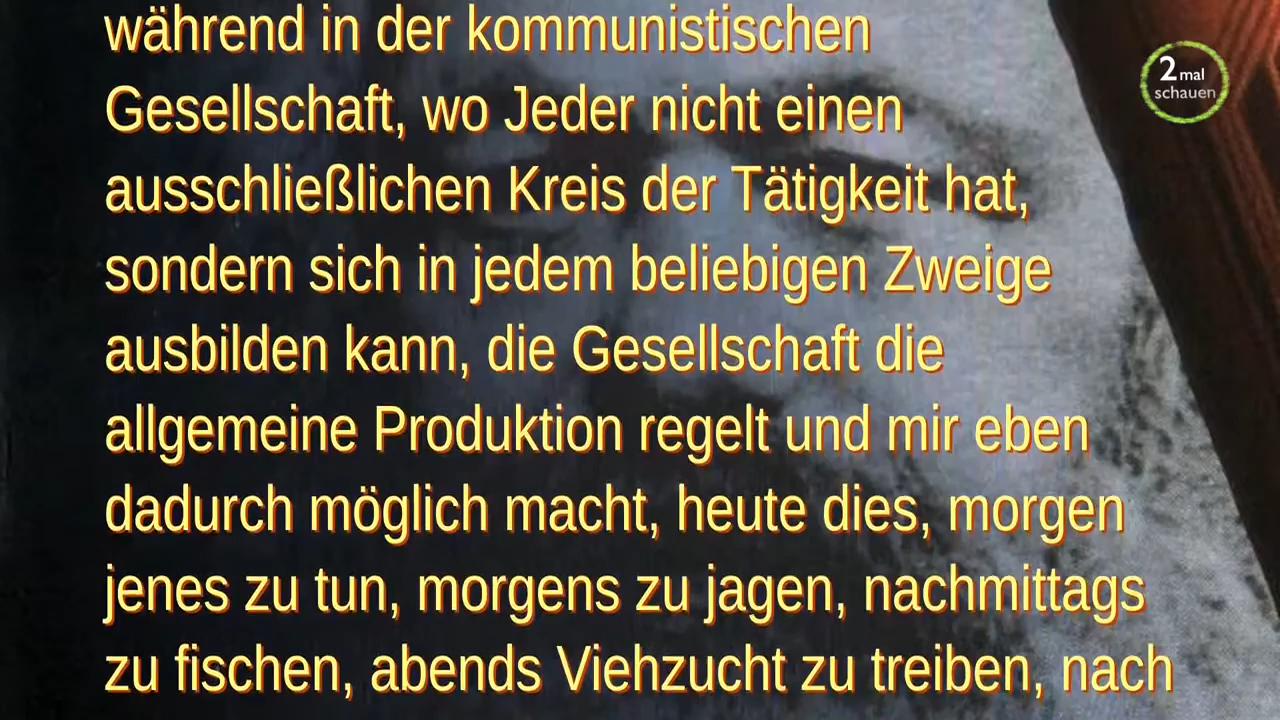 während in der kommunistischen
Gesellschaft, wo Jeder nicht einen
ausschließlichen Kreis der Tätigkeit hat,
sondern sich in jedem beliebigen Zweige
ausbilden kann, die Gesellschaft die
allgemeine Produktion regelt und mir eben
dadurch möglich macht, heute dies, morgen
jenes zu tun, morgens zu jagen, nachmittags
zu fischen, abends Viehzucht zu treiben, nach
2 mal
schauen